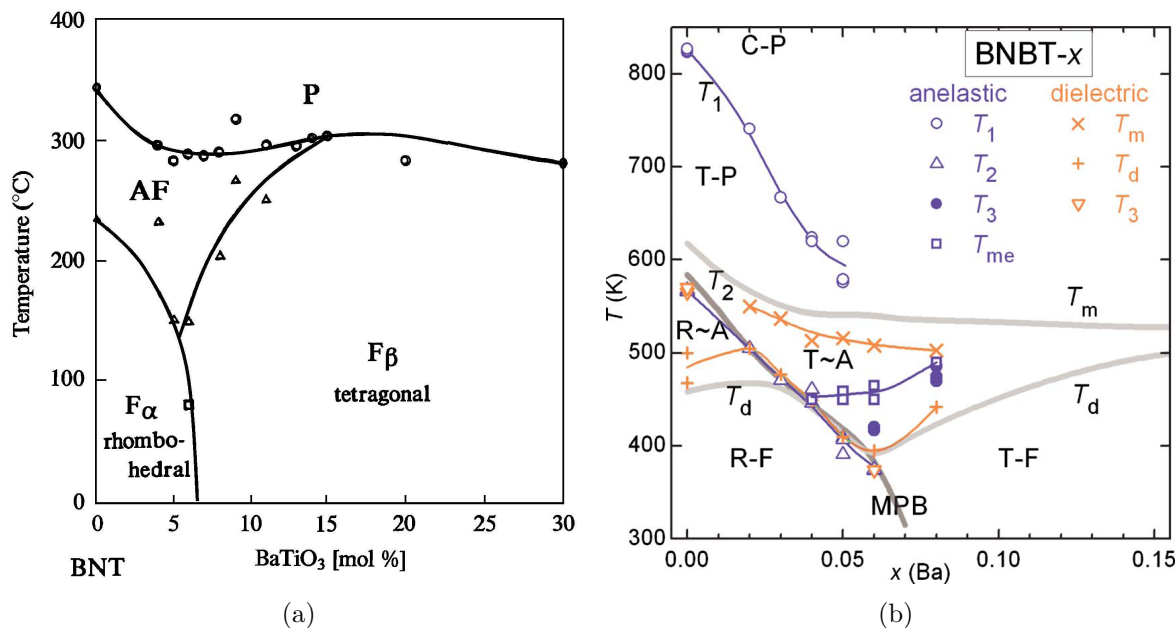 400
300
200
100
0
Temperature (°C)
P
AF
Fβ
tetragonal
Fα
rhombo-
hedral
0 5 10 15 20 30
BNT
BaTiO3 [mol %]
(a)
C-P
BNBT-x
800
700
600
500
400
300
T (K)
anelastic dielectric
T1 Tm
T2 Td
T3 T3
Tme
T1
T-P
T2
Tm
R~A
T~A
Td
Td
R-F
T-F
MPB
0.00 0.05 0.10 0.15
x (Ba)
(b)